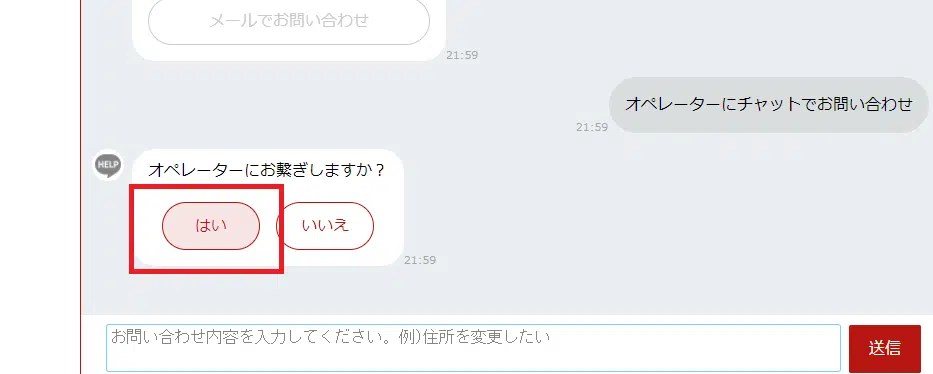 メールでお問い合わせ
21:59
オペレーターにチャットでお問い合わせ
21:59
HELP
オペレーターにお繋ぎしますか？
はい
いいえ
21:59
お問い合わせ内容を入力してください。例)住所を変更したい
送信